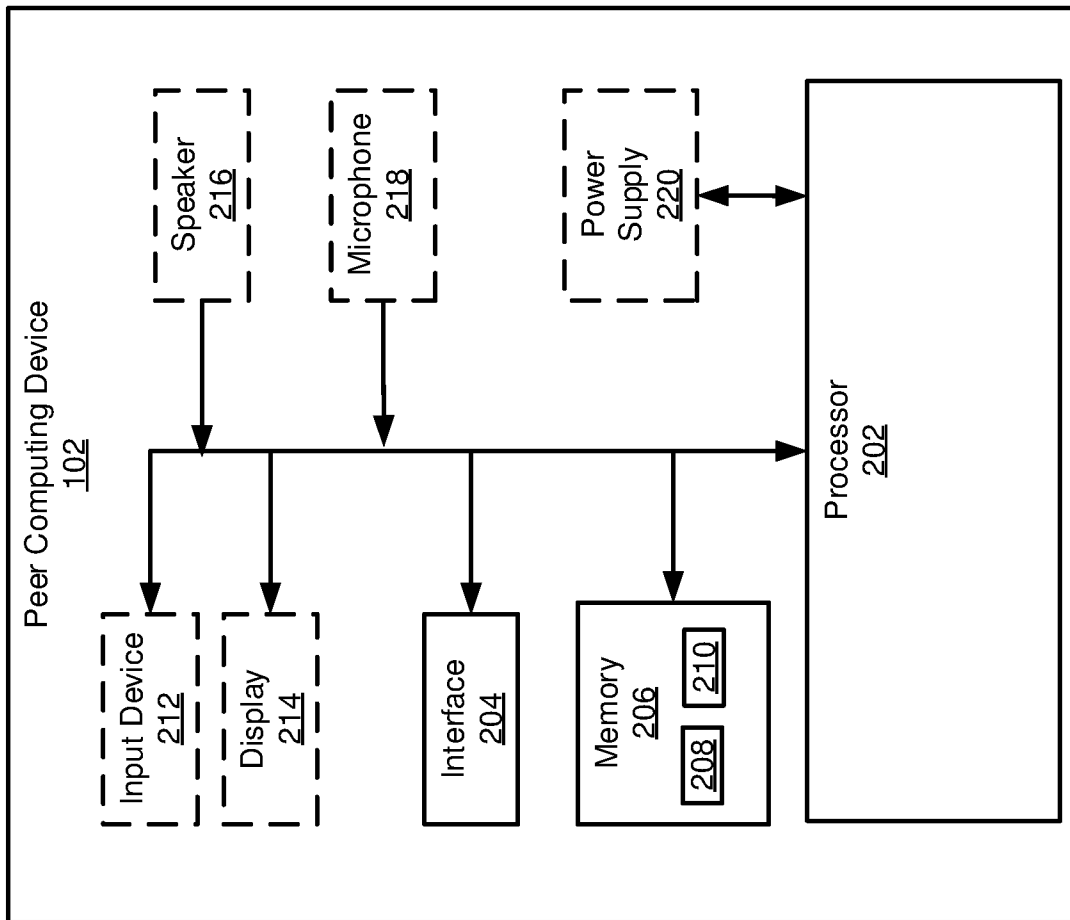 Peer Computing Device
102
Input Device
212
Display
214
Interface
204
Memory
206
208
210
Speaker
216
Microphone
218
Power
Supply
220
Processor
202